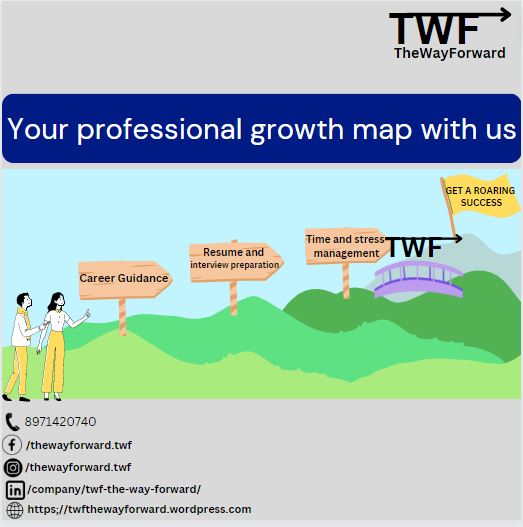 TWF
TheWayForward
Your professional growth map with us
GET A ROARING
SUCCESS
Time and stress
management
TWF
Resume and
interview preparation
Career Guidance
8971420740
/thewayforward.twf
/thewayforward.twf
/company/twf-the-way-forward/
https;//twfthewayforward.wordpress.com